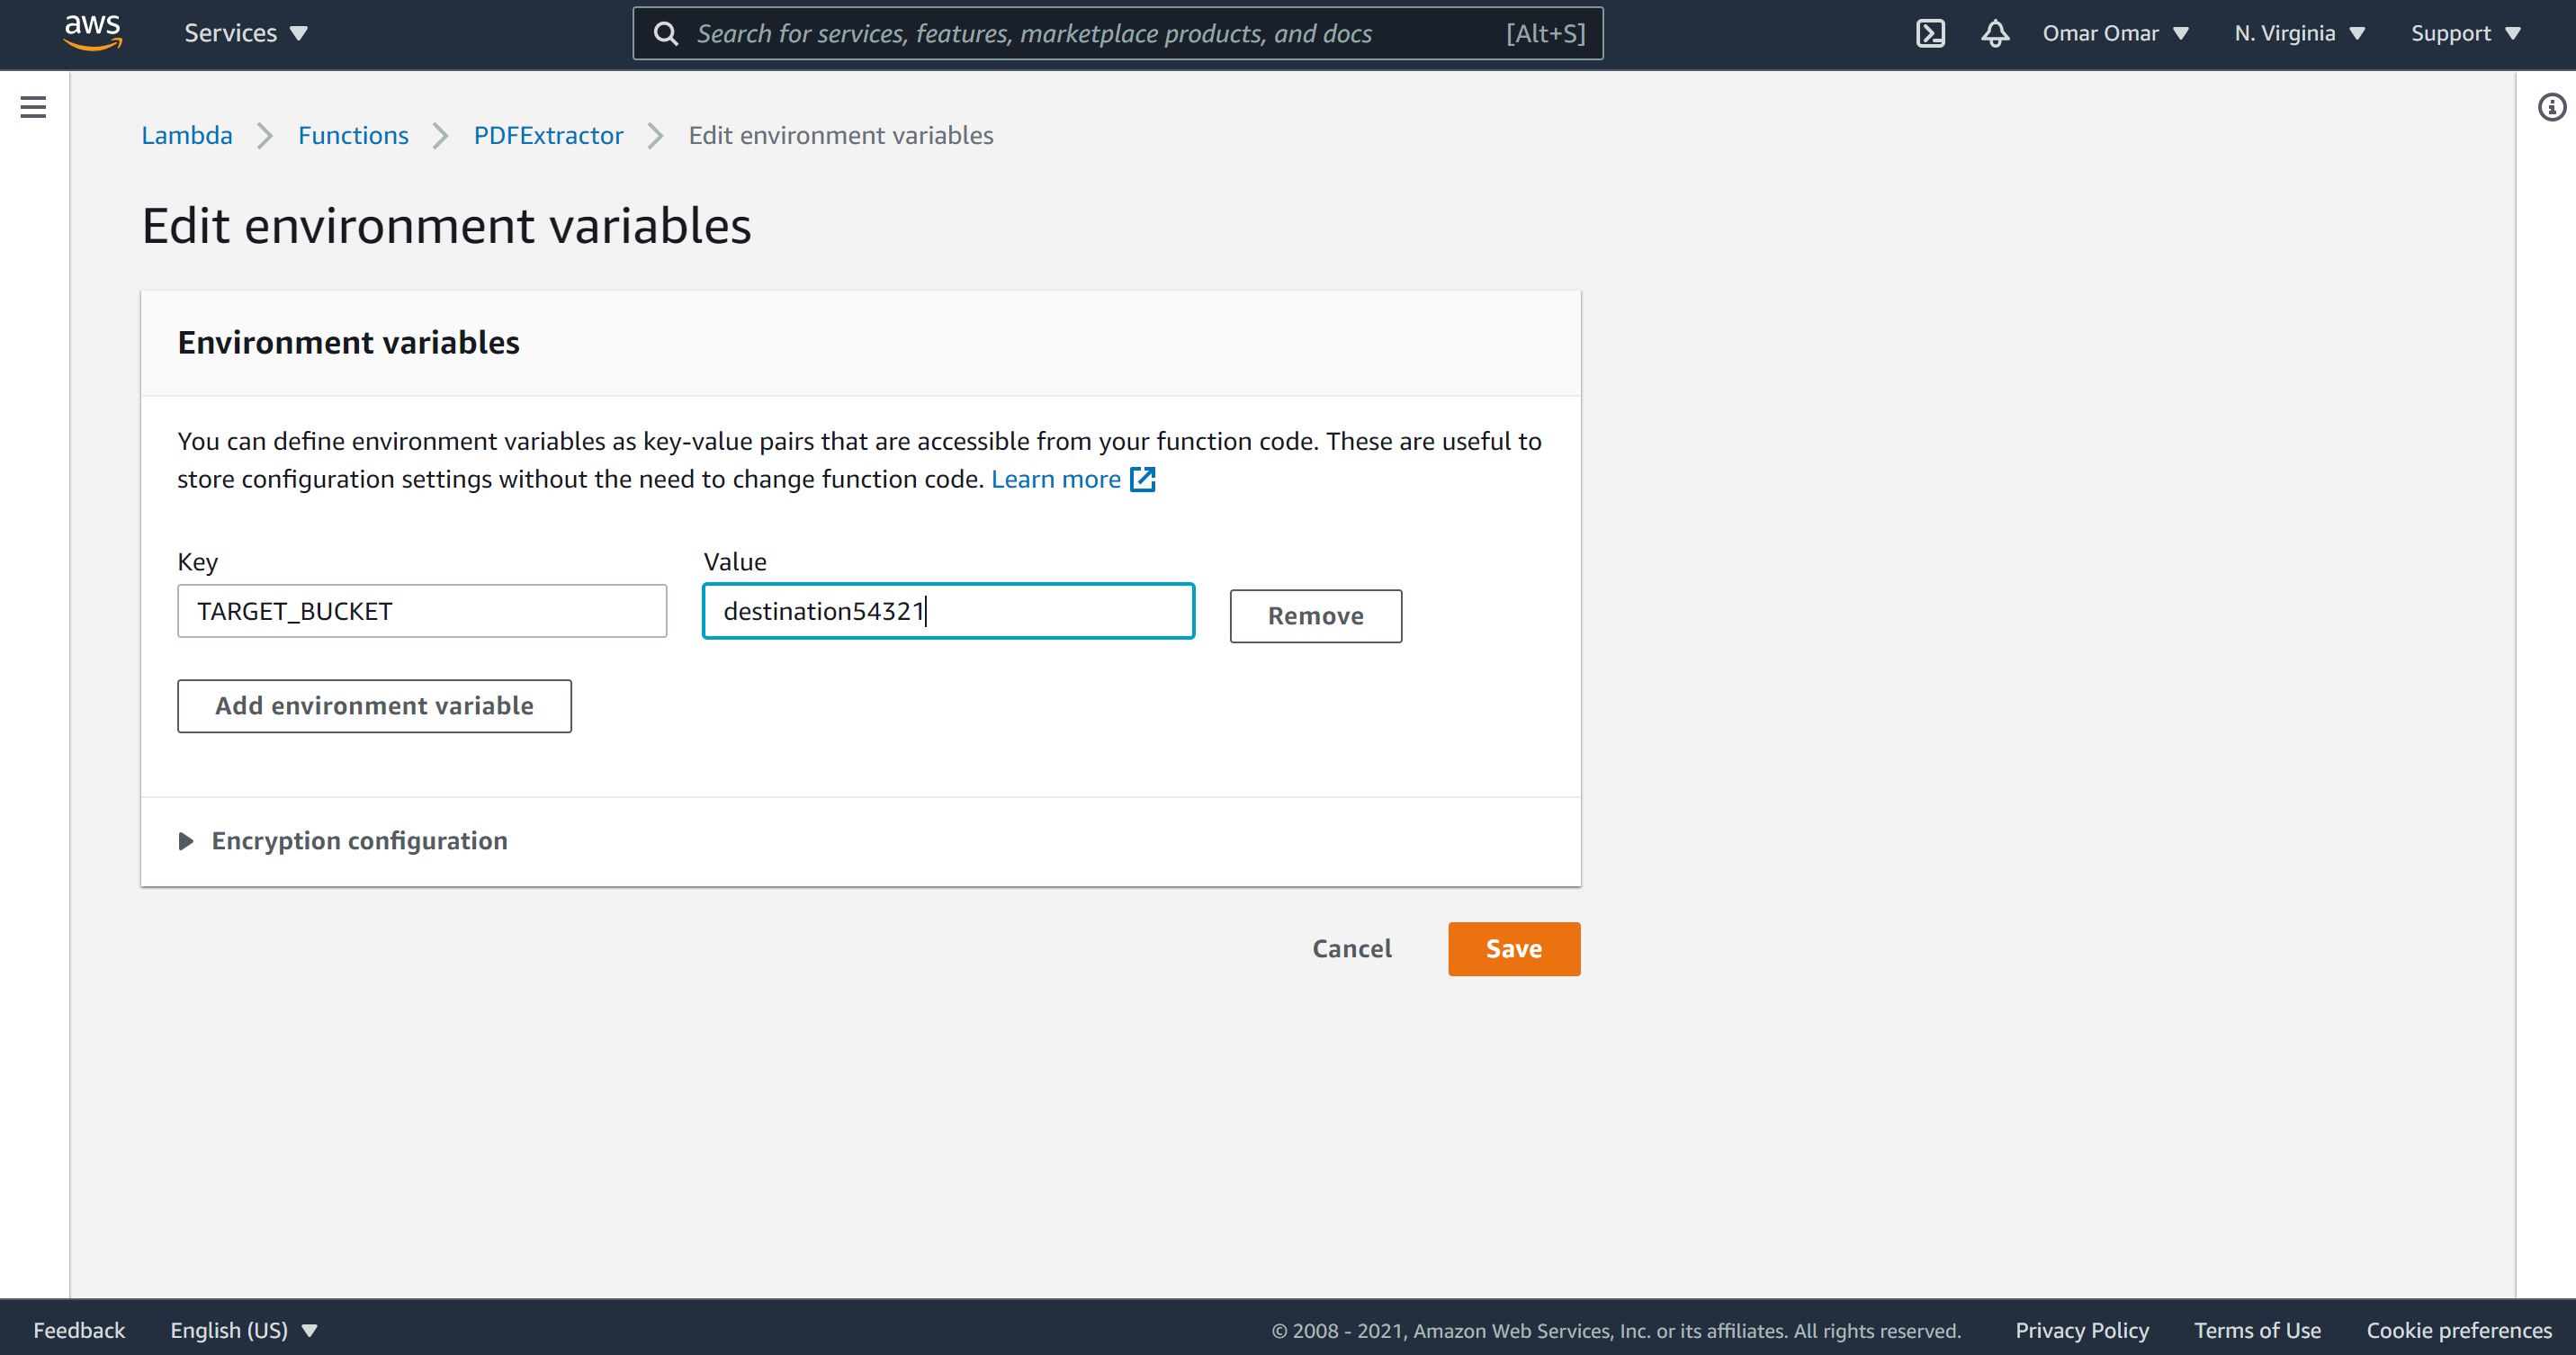 aws
Services
Search for services, features, marketplace products, and docs [Alt+S]
Omar Omar
N. Virginia
Support
Lambda
Functions
PDFExtractor
Edit environment variables
Edit environment variables
Environment variables
You can define environment variables as key-value pairs that are accessible from your function code. These are useful to
store configuration settings without the need to change function code. Learn more
Key
Value
TARGET_BUCKET
destination54321
Remove
Add environment variable
Encryption configuration
Cancel
Save
Feedback
English (US)
© 2008 - 2021, Amazon Web Services, Inc. or its affiliates. All rights reserved.
Privacy Policy
Terms of Use
Cookie preferences